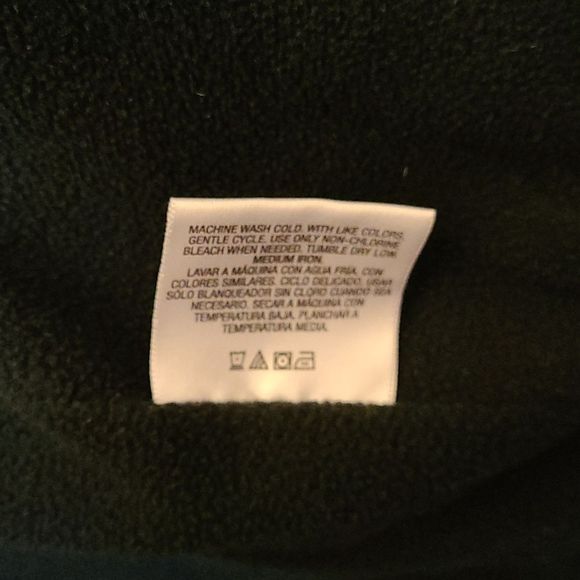 MACHINE WASH COLD. WITH LIKE COLORS.
GENTLE CYCLE. USE ONLY NON-CHLORINE
BLEACH WHEN NEEDED. TUMBLE DRY LOW.
MEDIUM IRON.
LAVAR A MÁQUINA CON AGUA FRÍA, CON
COLORES SIMILARES. CICLO DELICADO. USAR
SÓLO BLANQUEADOR SIN CLORO CUANDO SEA
NECESARIO. SECAR A MÁQUINA CON
TEMPERATURA BAJA. PLANCHAR A
TEMPERATURA MEDIA.